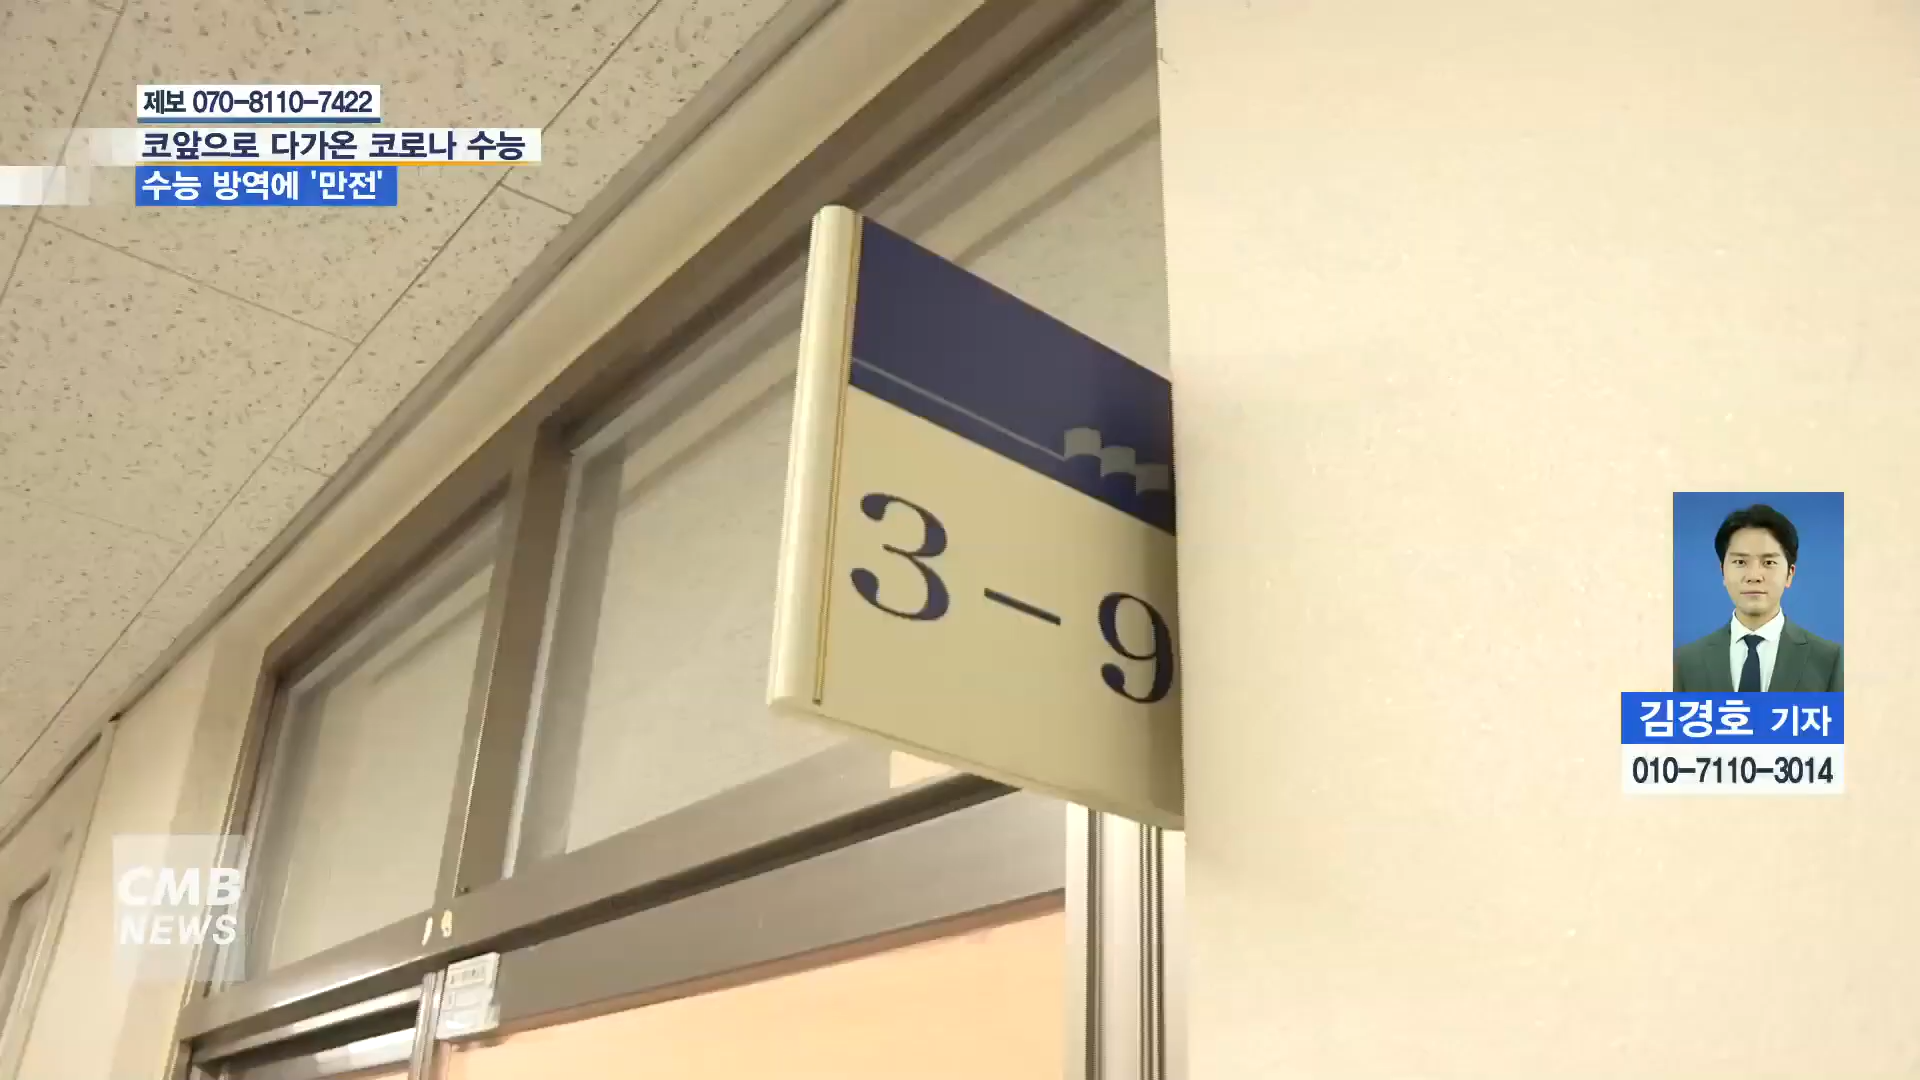 제보 070-8110-7422
코앞으로 다가온 코로나 수능
수능 방역에 '만전'
3-9
김경호 기자
010-7110-3014
CMB
NEWS